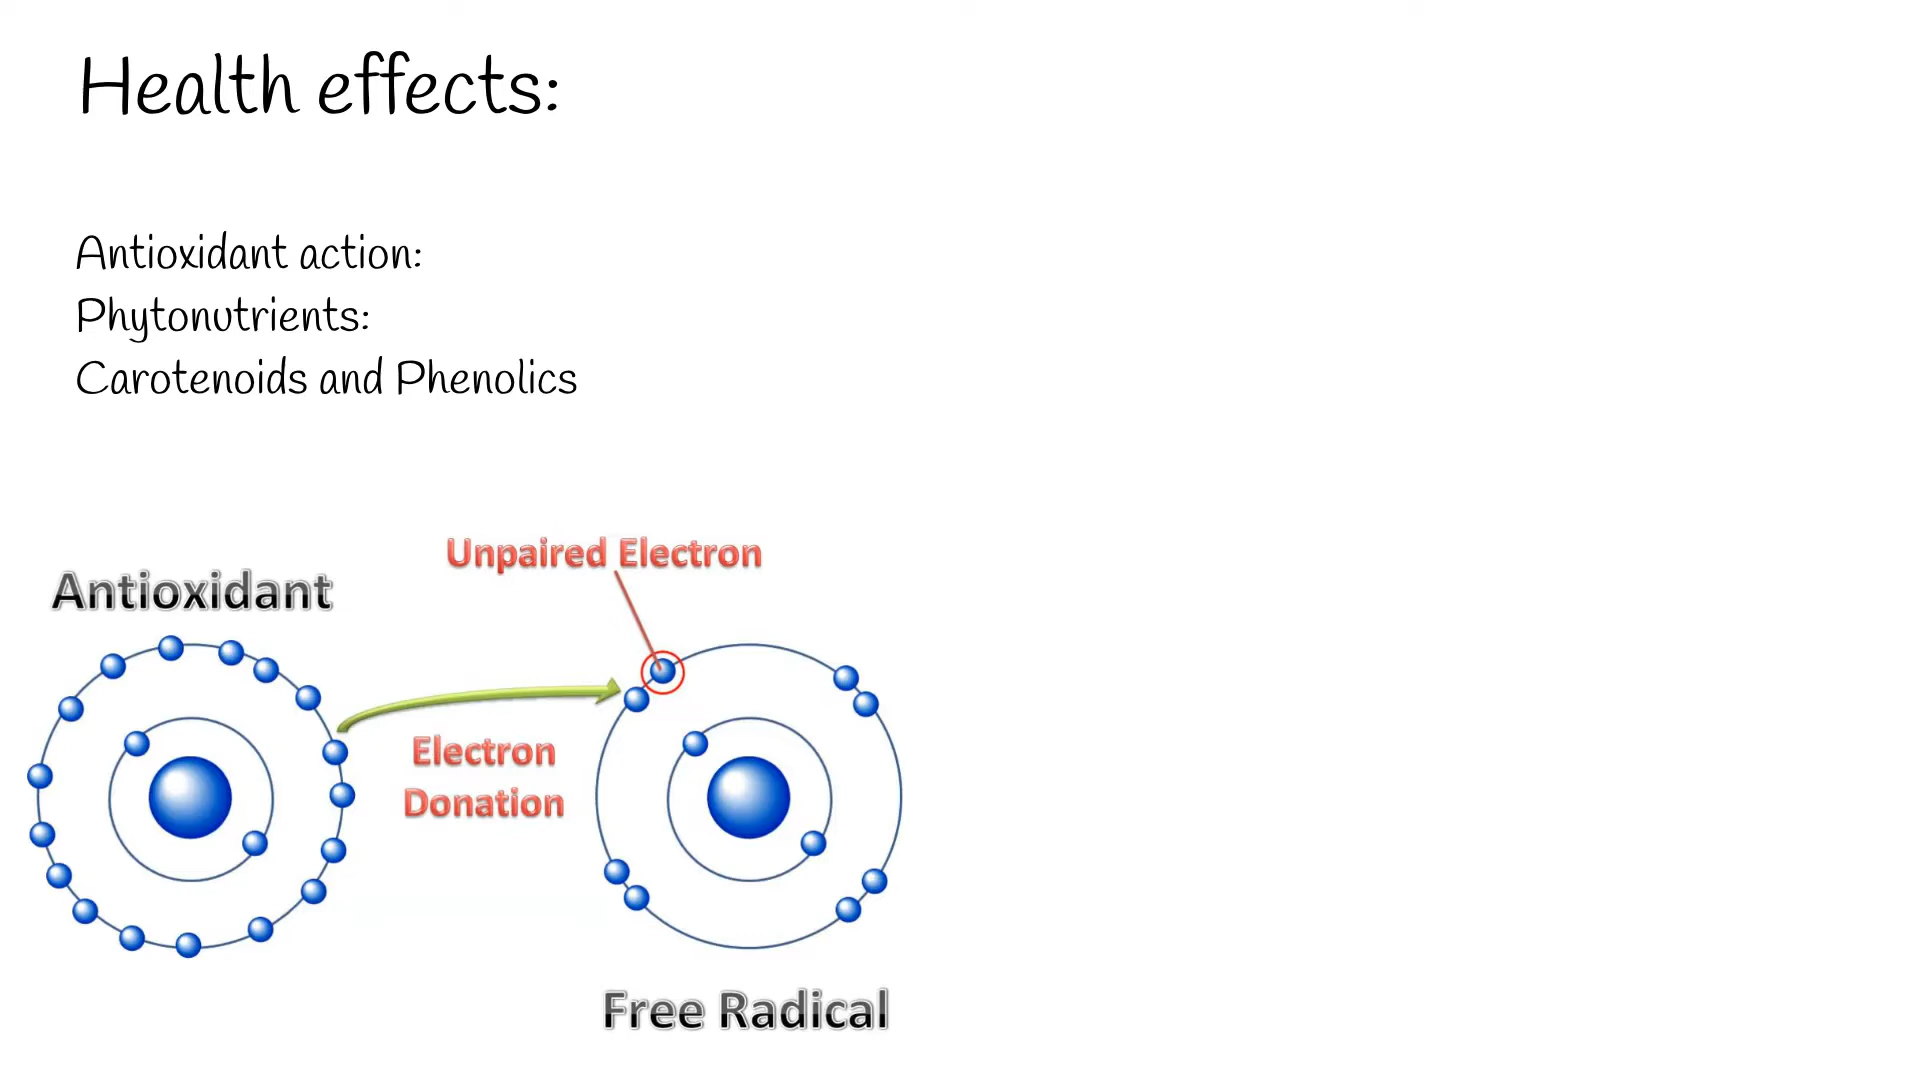 Health effects:
Antioxidant action:
Phytonutrients:
Carotenoids and Phenolics
Unpaired Electron
Antioxidant
Electron
Donation
Free Radical